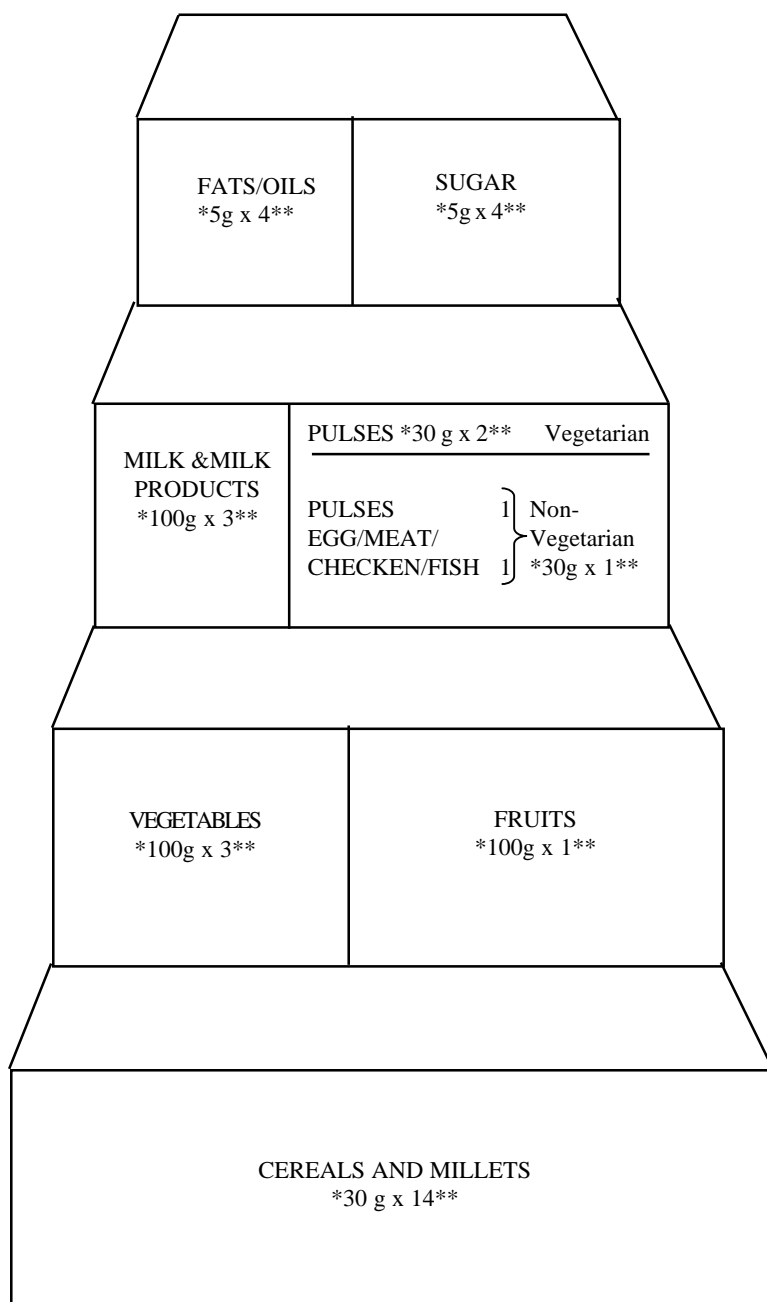 FATS/OILS
*5g x 4**
SUGAR
*5g x 4**
MILK &MILK
PRODUCTS
*100g x 3**
PULSES *30 g x 2** Vegetarian
PULSES 1
EGG/MEAT/
CHECKEN/FISH 1
Non-
Vegetarian
*30g x 1**
VEGETABLES
*100g x 3**
FRUITS
*100g x 1**
CEREALS AND MILLETS
*30 g x 14**